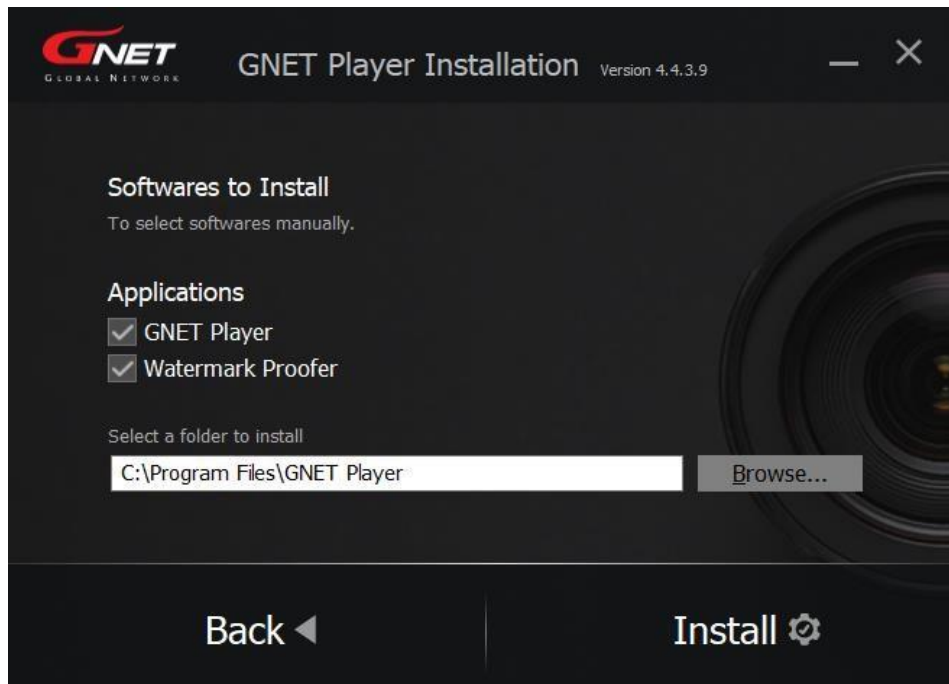 GNET
GLOBAL NETWORK
GNET Player Installation Version 4.4.3.9
Softwares to Install
To select softwares manually.
Applications
GNET Player
Watermark Proofer
Select a folder to install
C:\Program Files\GNET Player
Browse...
Back
Install